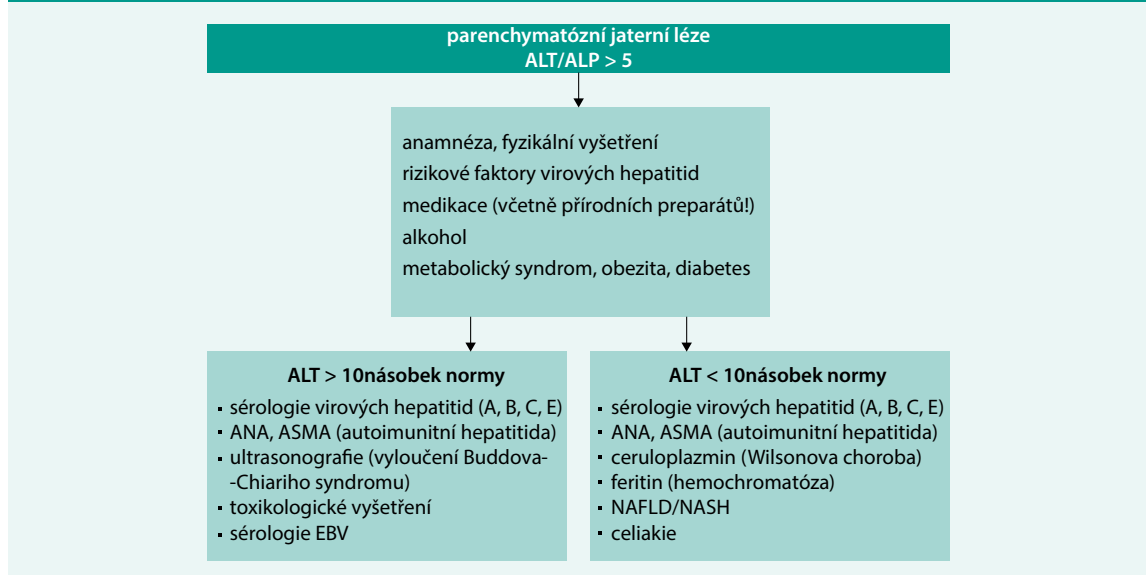 parenchymatózní jaterní léze
ALT/ALP > 5
anamnéza, fyzikální vyšetření
rizikové faktory virových hepatitid
medikace (včetně přírodních preparátů!)
alkohol
metabolický syndrom, obezita, diabetes
ALT > 10násobek normy
▪ sérologie virových hepatitid (A, B, C, E)
▪ ANA, ASMA (autoimunitní hepatitida)
▪ ultrasonografie (vyloučení Buddova-
-Chiariho syndromu)
▪ toxikologické vyšetření
▪ sérologie EBV
ALT < 10násobek normy
▪ sérologie virových hepatitid (A, B, C, E)
▪ ANA, ASMA (autoimunitní hepatitida)
▪ ceruloplazmin (Wilsonova choroba)
▪ feritin (hemochromatóza)
▪ NAFLD/NASH
▪ celiakie